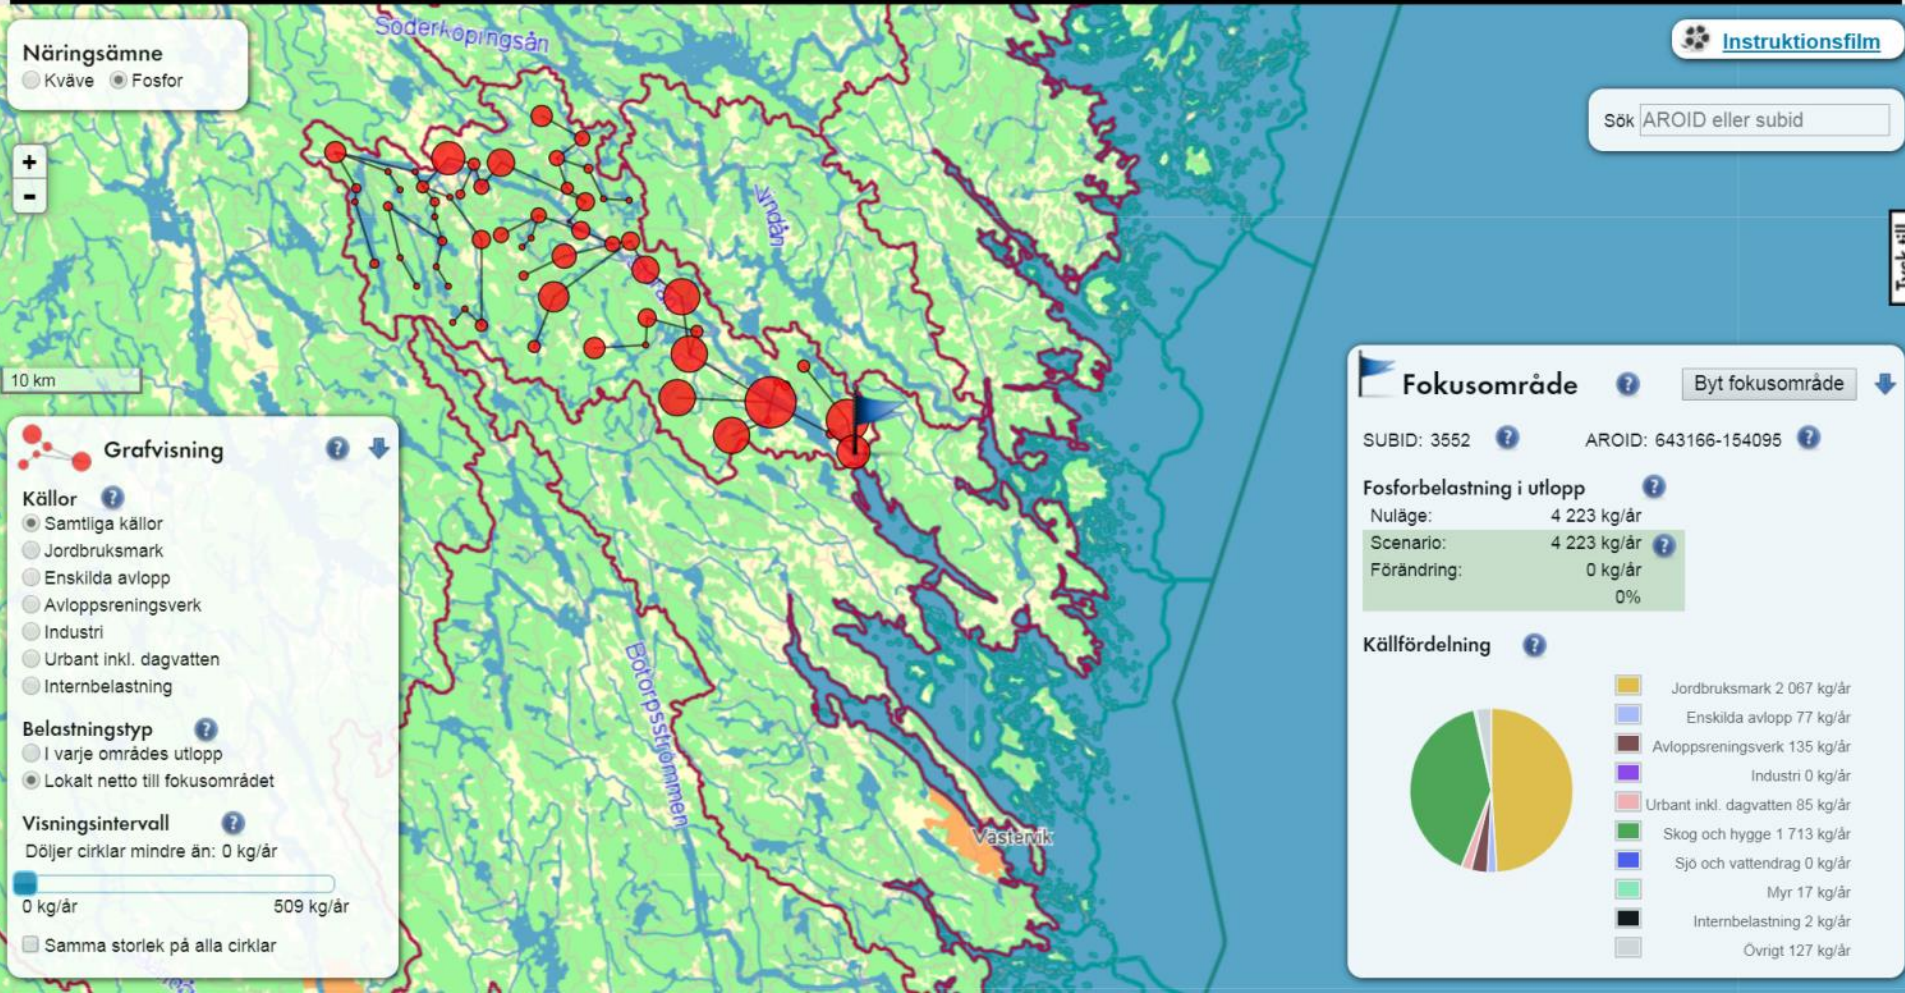 Söderköpingsån
Näringsämne
Kväve Fosfor
Instruktionsfilm
Sök AROID eller subid
+
-
Vindån
10 km
Grafvisning
Källor
Samtliga källor
Jordbruksmark
Enskilda avlopp
Avloppsreningsverk
Industri
Urbant inkl. dagvatten
Internbelastning
Belastningstyp
I varje områdes utlopp
Lokalt netto till fokusområdet
Visningsintervall
Döljer cirklar mindre än: 0 kg/år
0 kg/år 509 kg/år
Samma storlek på alla cirklar
Botorpsströmmen
Västervik
Fokusområde
Byt fokusområde
SUBID: 3552 AROID: 643166-154095
Fosforbelastning i utlopp
Nuläge: 4 223 kg/år
Scenario: 4 223 kg/år
Förändring: 0 kg/år
0%
Källfördelning
Jordbruksmark 2 067 kg/år
Enskilda avlopp 77 kg/år
Avloppsreningsverk 135 kg/år
Industri 0 kg/år
Urbant inkl. dagvatten 85 kg/år
Skog och hygge 1 713 kg/år
Sjö och vattendrag 0 kg/år
Myr 17 kg/år
Internbelastning 2 kg/år
Övrigt 127 kg/år